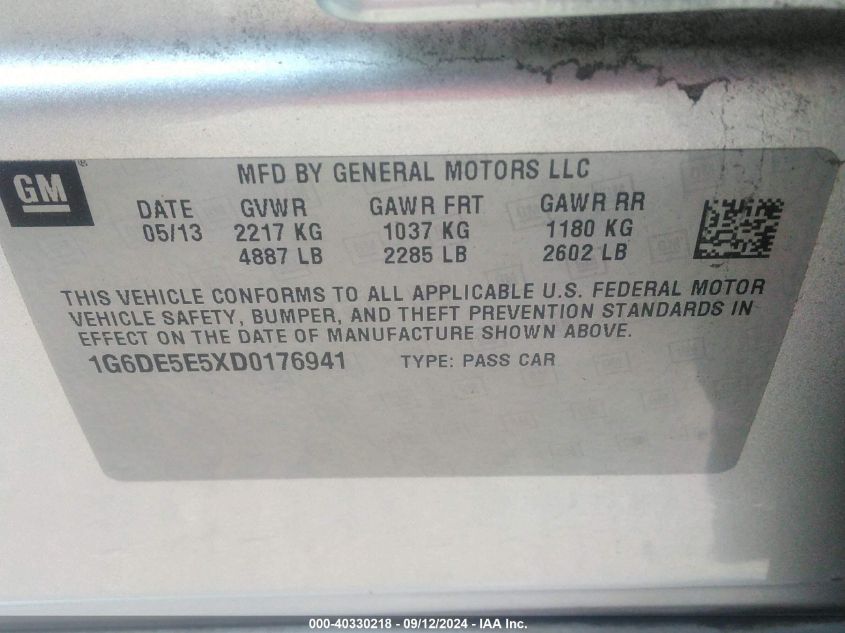 GM ®
MFD BY GENERAL MOTORS LLC
DATE GVWR GAWR FRT GAWR RR
05/13 2217 KG 1037 KG 1180 KG
4887 LB 2285 LB 2602 LB
THIS VEHICLE CONFORMS TO ALL APPLICABLE U.S. FEDERAL MOTOR
VEHICLE SAFETY, BUMPER, AND THEFT PREVENTION STANDARDS IN
EFFECT ON THE DATE OF MANUFACTURE SHOWN ABOVE.
1G6DE5E5XD0176941 TYPE: PASS CAR
000-40330218 - 09/12/2024 - IAA Inc.